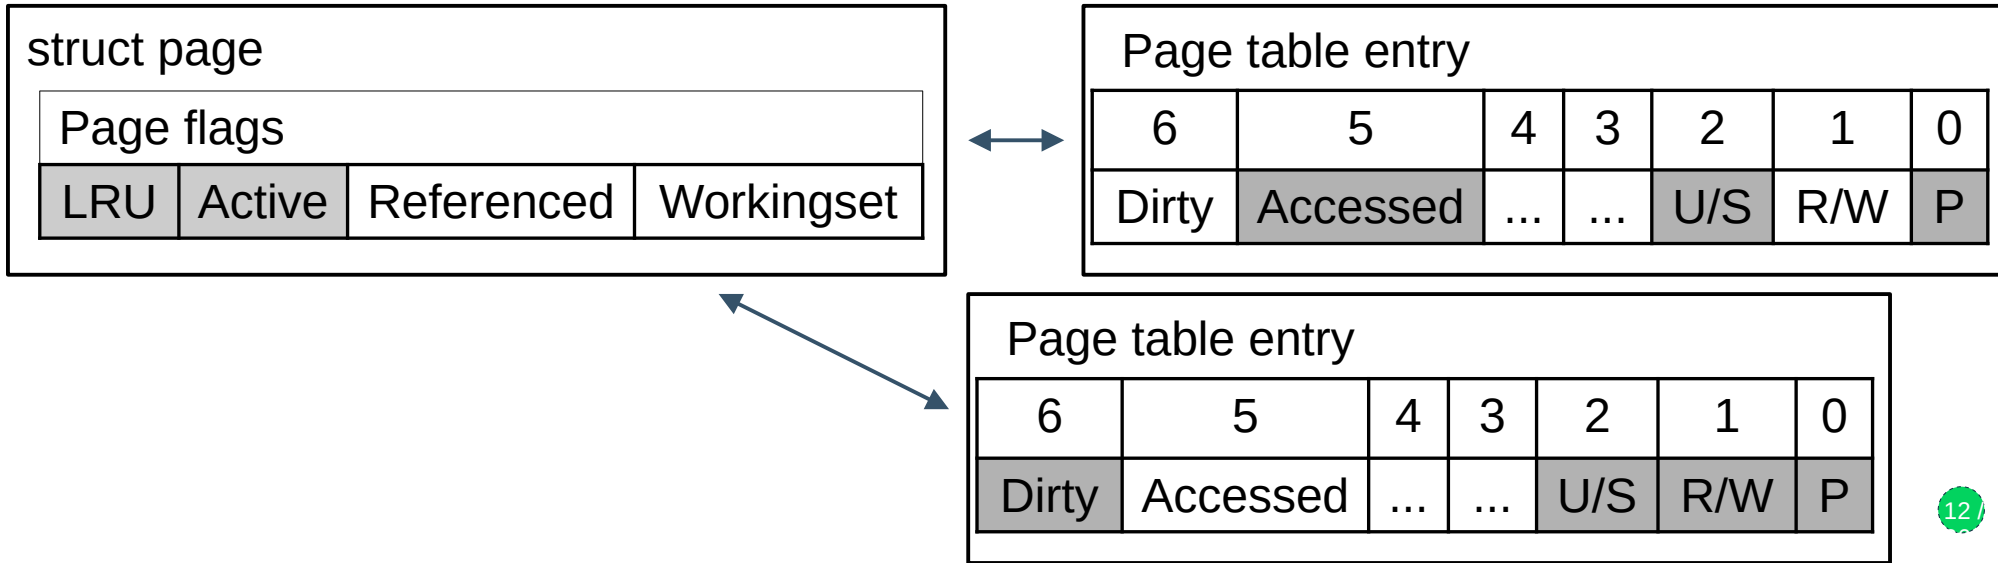 struct page
Page flags
LRU Active Referenced Workingset
Page table entry
6 5 4 3 2 1 0
Dirty Accessed ... ... U/S R/W P
Page table entry
6 5 4 3 2 1 0
Dirty Accessed ... ... U/S R/W P
12 /